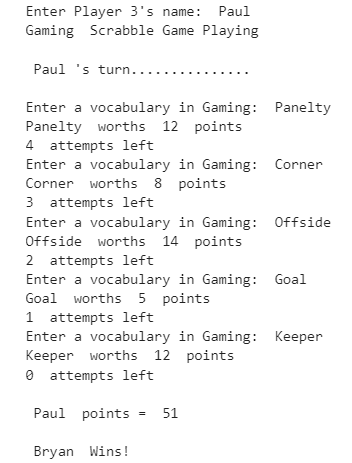 Enter Player 3's name:  Paul
Gaming  Scrabble Game Playing
Paul 's turn...............
Enter a vocabulary in Gaming:  Panelty
Panelty  worths  12  points
4  attempts left
Enter a vocabulary in Gaming:  Corner
Corner  worths  8  points
3  attempts left
Enter a vocabulary in Gaming:  Offside
Offside  worths  14  points
2  attempts left
Enter a vocabulary in Gaming:  Goal
Goal  worths  5  points
1  attempts left
Enter a vocabulary in Gaming:  Keeper
Keeper  worths  12  points
0  attempts left
Paul  points =  51
Bryan  Wins!